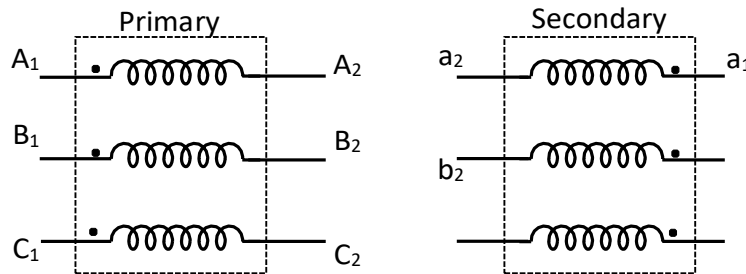 Primary
Secondary
A₁
A₂
a₂
a₁
B₁
B₂
b₂
C₁
C₂